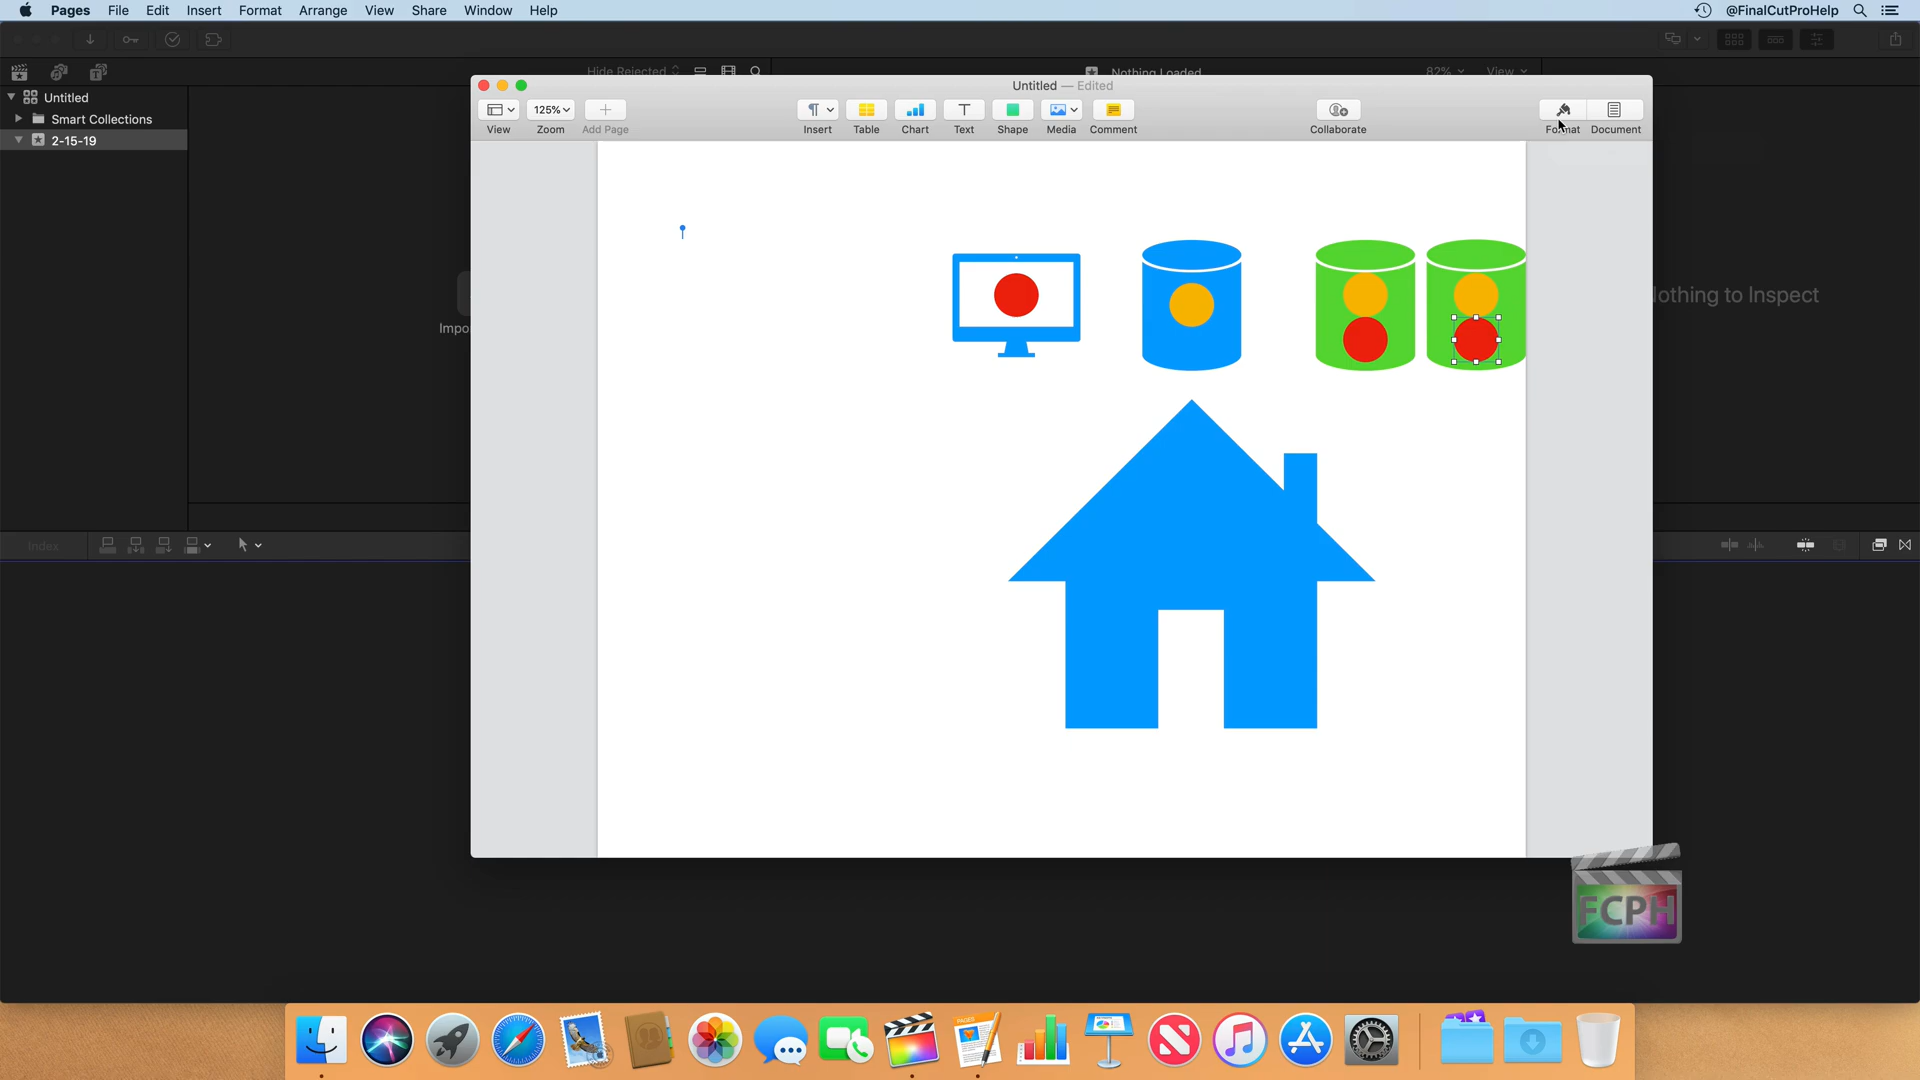 Pages File Edit Insert Format Arrange View Share Window Help
@FinalCutProHelp
Hide Rejected
Nothing Loaded
82%
View
Untitled — Edited
Untitled
Smart Collections
2-15-19
125%
View Zoom Add Page
Insert Table Chart Text Shape Media Comment
Collaborate
Format Document
Impo
othing to Inspect
Index
FCPH
PAGES